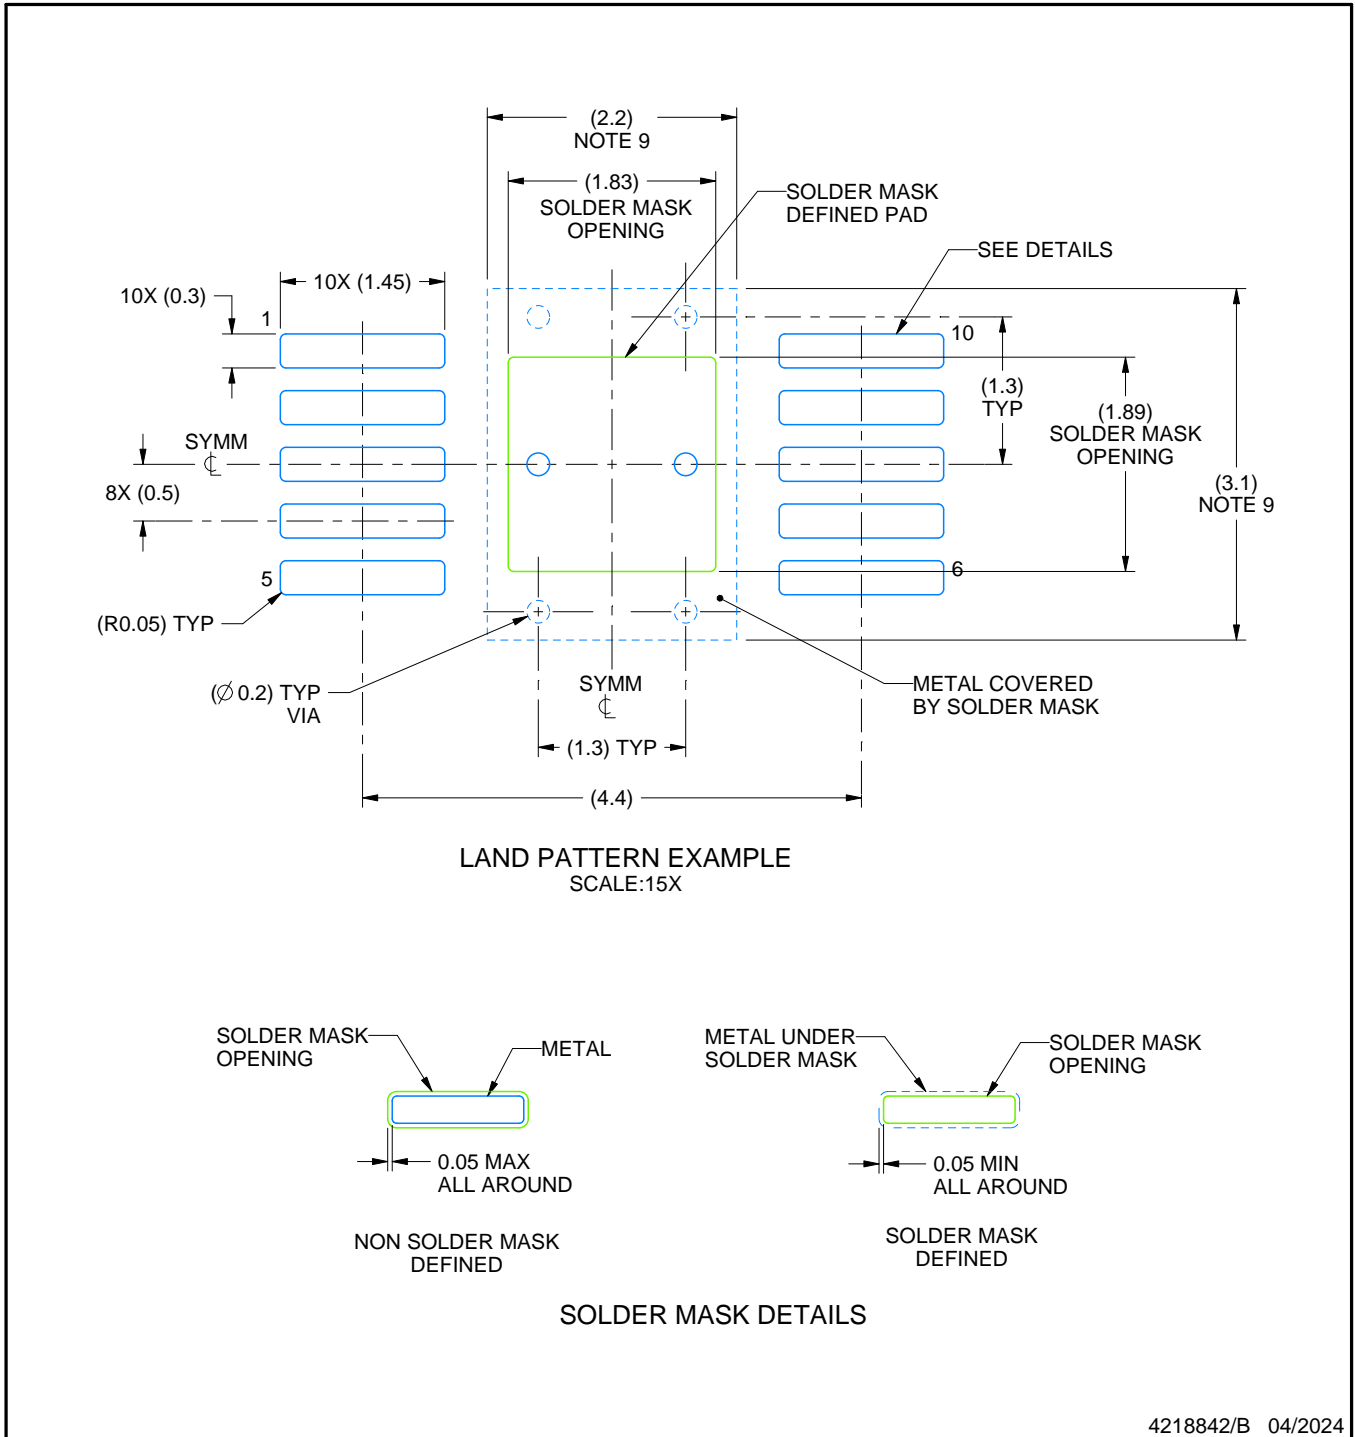 (2.2)
NOTE 9
(1.83)
SOLDER MASK
OPENING
SOLDER MASK
DEFINED PAD
SEE DETAILS
10X (1.45)
10X (0.3)
1
10
(1.3)
TYP
(1.89)
SOLDER MASK
OPENING
SYMM
℄
8X (0.5)
(3.1)
NOTE 9
5
6
(R0.05) TYP
(Ø 0.2) TYP
VIA
SYMM
℄
METAL COVERED
BY SOLDER MASK
(1.3) TYP
(4.4)
LAND PATTERN EXAMPLE
SCALE:15X
SOLDER MASK
OPENING
METAL
0.05 MAX
ALL AROUND
NON SOLDER MASK
DEFINED
METAL UNDER
SOLDER MASK
SOLDER MASK
OPENING
0.05 MIN
ALL AROUND
SOLDER MASK
DEFINED
SOLDER MASK DETAILS
4218842/B 04/2024